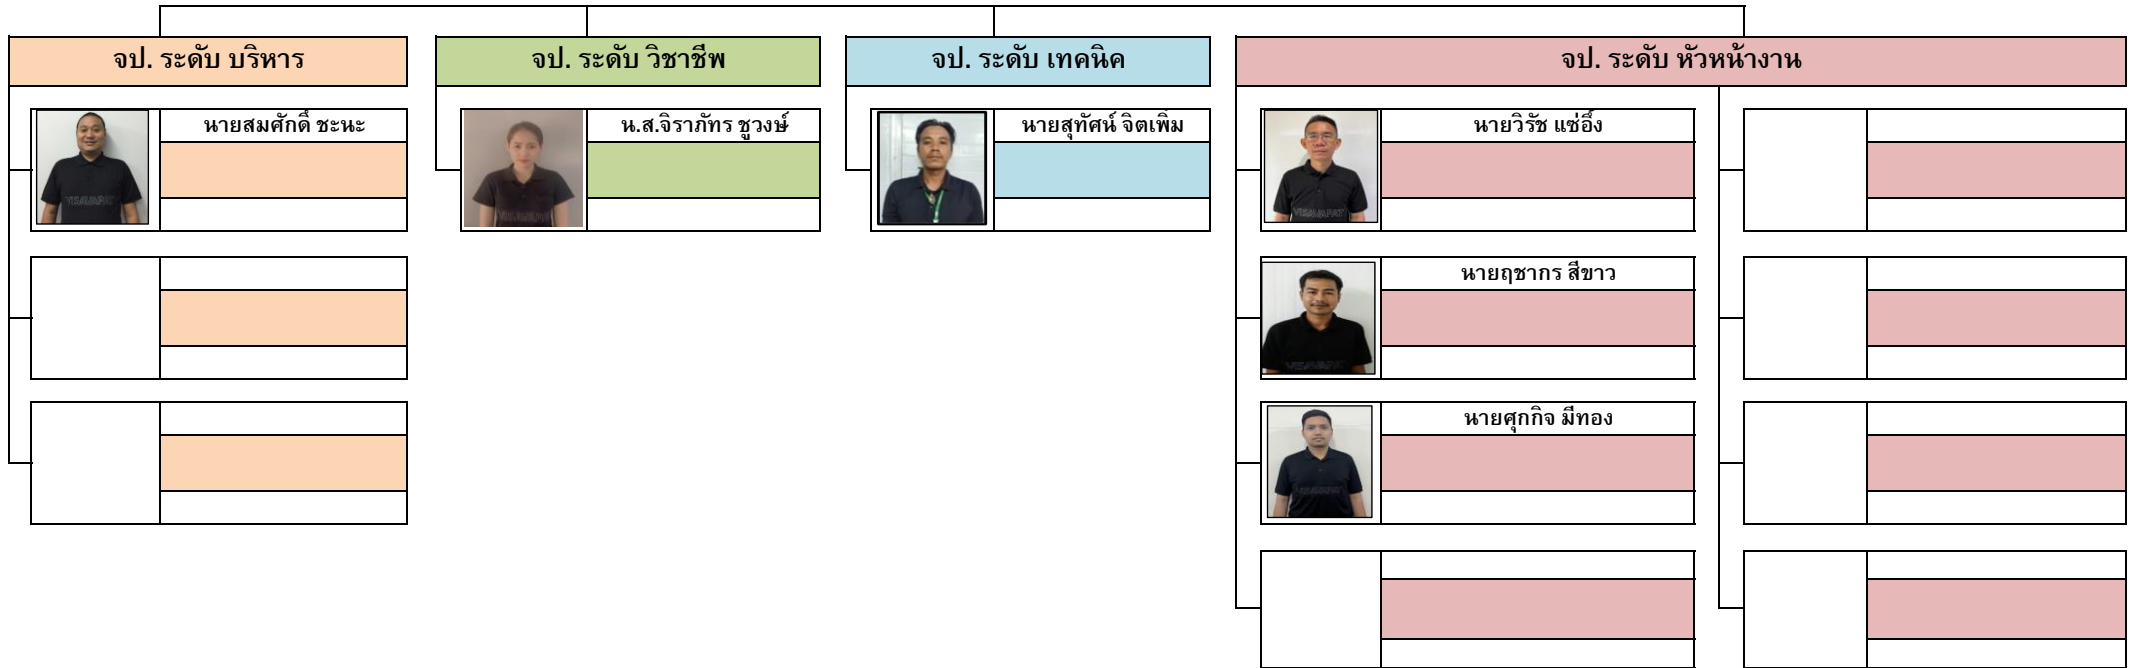 จป. ระดับ บริหาร
จป. ระดับ วิชาชีพ
จป. ระดับ เทคนิค
จป. ระดับ หัวหน้างาน
นายสมศักดิ์ ชะนะ
น.ส.จิราภัทร ชูวงษ์
นายสุทัศน์ จิตเพิ่ม
นายวิรัช แซ่อึ้ง
นายฤชากร สีขาว
นายศุกกิจ มีทอง